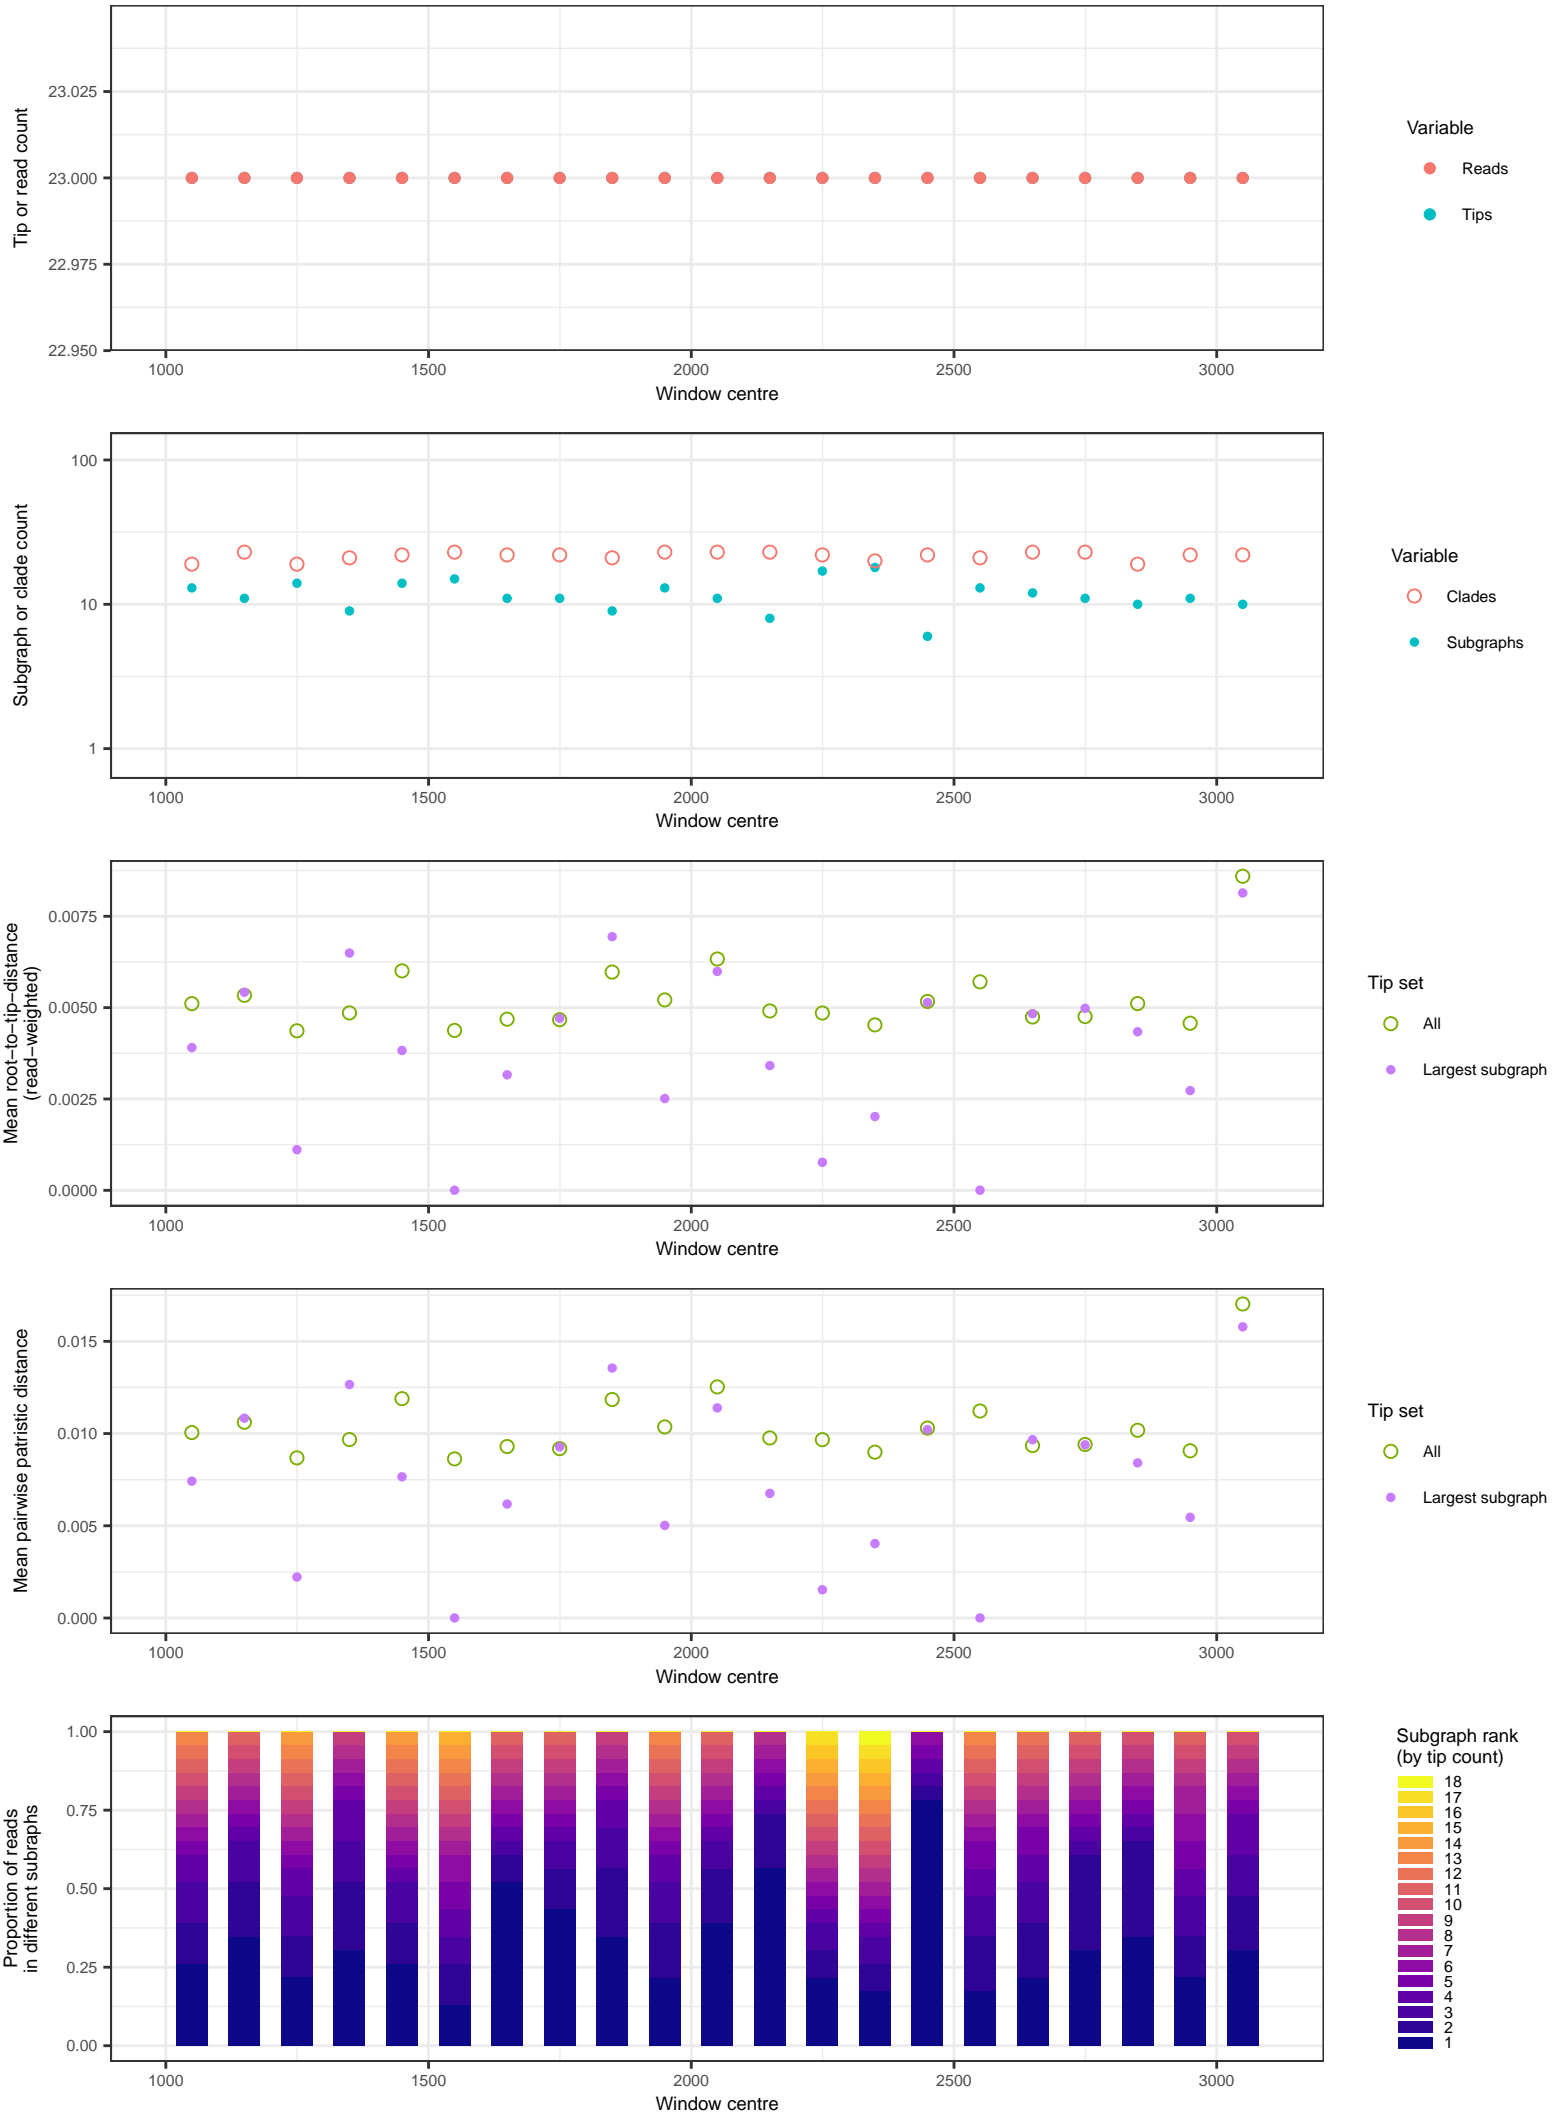 Tip or read count
23.025
23.000
22.975
22.950
1000 1500 2000 2500 3000
Window centre
Variable
Reads
Tips
Subgraph or clade count
100
10
1
1000 1500 2000 2500 3000
Window centre
Variable
Clades
Subgraphs
Mean root−to−tip−distance
(read−weighted)
0.0075
0.0050
0.0025
0.0000
1000 1500 2000 2500 3000
Window centre
Tip set
All
Largest subgraph
Mean pairwise patristic distance
0.015
0.010
0.005
0.000
1000 1500 2000 2500 3000
Window centre
Tip set
All
Largest subgraph
Proportion of reads
in different subraphs
1.00
0.75
0.50
0.25
0.00
1000 1500 2000 2500 3000
Window centre
Subgraph rank
(by tip count)
18
17
16
15
14
13
12
11
10
9
8
7
6
5
4
3
2
1